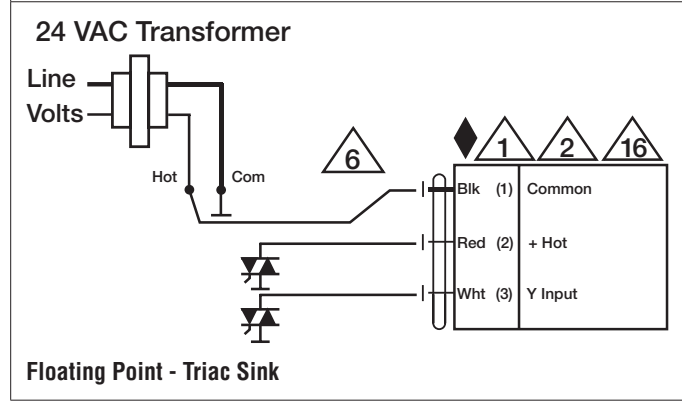 24 VAC Transformer
Line
Volts
Hot
Com
6
1
2
16
Blk (1) Common
Red (2) + Hot
Wht (3) Y Input
Floating Point - Triac Sink